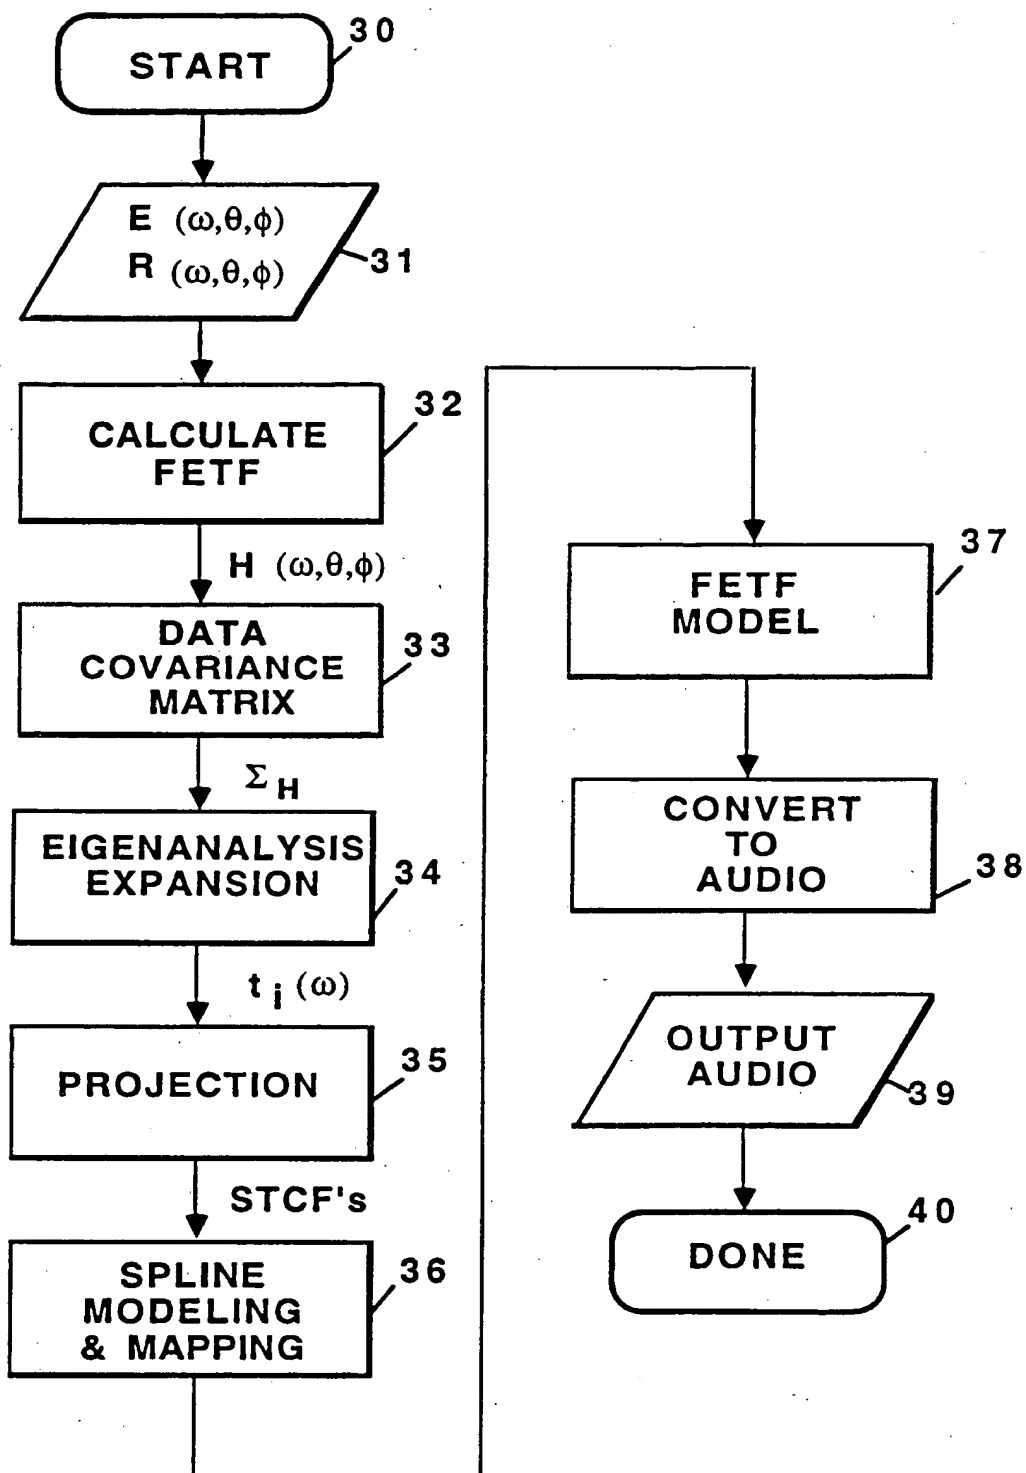 START
30
E (ω,θ,ϕ)
R (ω,θ,ϕ)
31
CALCULATE
FETF
32
H (ω,θ,ϕ)
DATA
COVARIANCE
MATRIX
33
Σ H
EIGENANALYSIS
EXPANSION
34
t i (ω)
PROJECTION
35
STCF's
SPLINE
MODELING
& MAPPING
36
FETF
MODEL
37
CONVERT
TO
AUDIO
38
OUTPUT
AUDIO
39
DONE
40